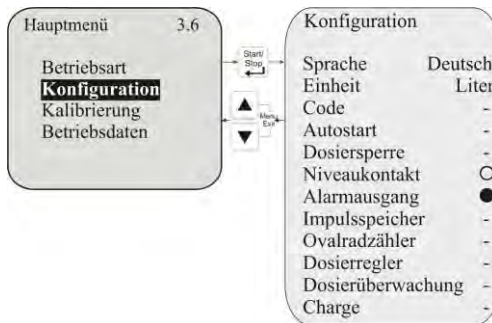 Hauptmenü 3.6
Betriebsart
Konfiguration
Kalibrierung
Betriebsdaten
Start/
Stop
Menu
Exit
Konfiguration
Sprache Deutsch
Einheit Liter
Code -
Autostart -
Dosiersperre -
Niveaukontakt O
Alarmausgang ●
Impulsspeicher -
Ovalradzähler -
Dosierregler -
Dosierüberwachung -
Charge -